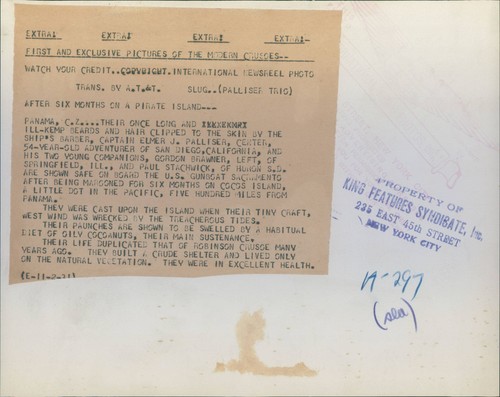 EXTRA! EXTRA! EXTRA! EXTRA!-
FIRST AND EXCLUSIVE PICTURES OF THE MODERN CRUSOES--
WATCH YOUR CREDIT..COPYRIGHT INTERNATIONAL NEWSREEL PHOTO
TRANS. BY A.T.&T. SLUG..(PALLISER TRIO)
AFTER SIX MONTHS ON A PIRATE ISLAND---
PANAMA, C.Z....THEIR ONCE LONG AND
ILL-KEMP BEARDS AND HAIR CLIPPED TO THE SKIN BY THE
SHIP'S BARBER, CAPTAIN ELMER J. PALLISER, CENTER,
54-YEAR-OLD ADVENTURER OF SAN DIEGO, CALIFORNIA, AND
HIS TWO YOUNG COMPANIONS, GORDON BRAWNER, LEFT, OF
SPRINGFIELD, ILL., AND PAUL STACHWICK, OF HURON S.D.
ARE SHOWN SAFE ON BOARD THE U.S. GUNBOAT SACRAMENTO
AFTER BEING MAROONED FOR SIX MONTHS ON COCOS ISLAND,
A LITTLE DOT IN THE PACIFIC, FIVE HUNDRED MILES FROM
PANAMA.
THEY WERE CAST UPON THE ISLAND WHEN THEIR TINY CRAFT,
WEST WIND WAS WRECKED BY THE TREACHEROUS TIDES.
THEIR PAUNCHES ARE SHOWN TO BE SWELLED BY A HABITUAL
DIET OF OILY COCOANUTS, THEIR MAIN SUSTENANCE.
THEIR LIFE DUPLICATED THAT OF ROBINSON CRUSOE MANY
YEARS AGO. THEY BUILT A CRUDE SHELTER AND LIVED ONLY
ON THE NATURAL VEGETATION. THEY WERE IN EXCELLENT HEALTH.
(E-11-2-31)
PROPERTY OF
KING FEATURES SYNDICATE, Inc.
235 EAST 45th STREET
NEW YORK CITY
A-297
(sea)